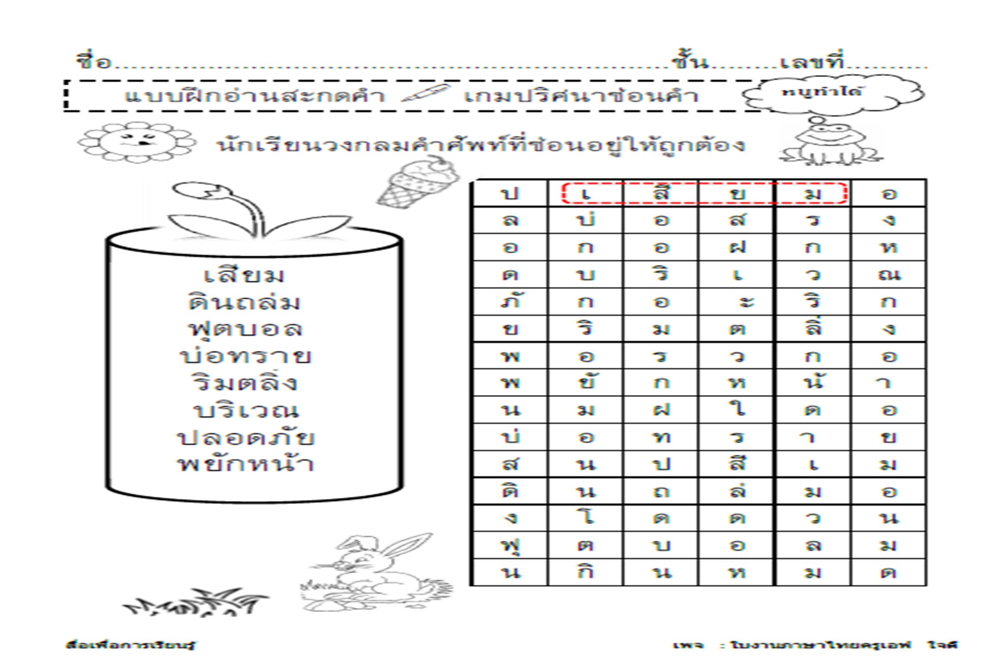 ชื่อ................................................................ชั้น........เลขที่..........
แบบฝึกอ่านสะกดคำ เกมปริศนาซ่อนคำ
หนูทำได้
นักเรียนวงกลมคำศัพท์ที่ซ่อนอยู่ให้ถูกต้อง
เสียม
ดินถล่ม
ฟุตบอล
บ่อทราย
ริมตลิ่ง
บริเวณ
ปลอดภัย
พยักหน้า
ป เ สี ย ม อ
ล บ่ อ ส ร ง
อ ก อ ฝ ก ห
ด บ ริ เ ว ณ
ภั ก อ ะ ริ ก
ย ริ ม ต ลิ่ ง
พ อ ร ว ก อ
พ ยั ก ห น้ า
น ม ฝ ใ ด อ
บ่ อ ท ร า ย
ส น ป สี เ ม
ดิ น ถ ล่ ม อ
ง โ ด ด ว น
ฟุ ต บ อ ล ม
น กิ น ห ม ด
สื่อเพื่อการเรียนรู้
เพจ : ใบงานภาษาไทยครูเอฟ ใจดี